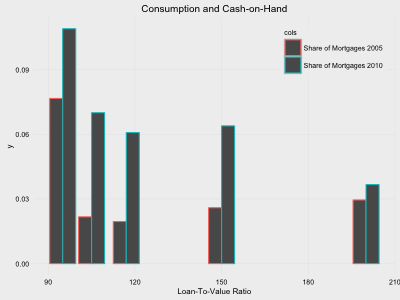 Consumption and Cash-on-Hand
cols
Share of Mortgages 2005
Share of Mortgages 2010
0.09
0.06
0.03
0.00
y
90 120 150 180 210
Loan-To-Value Ratio